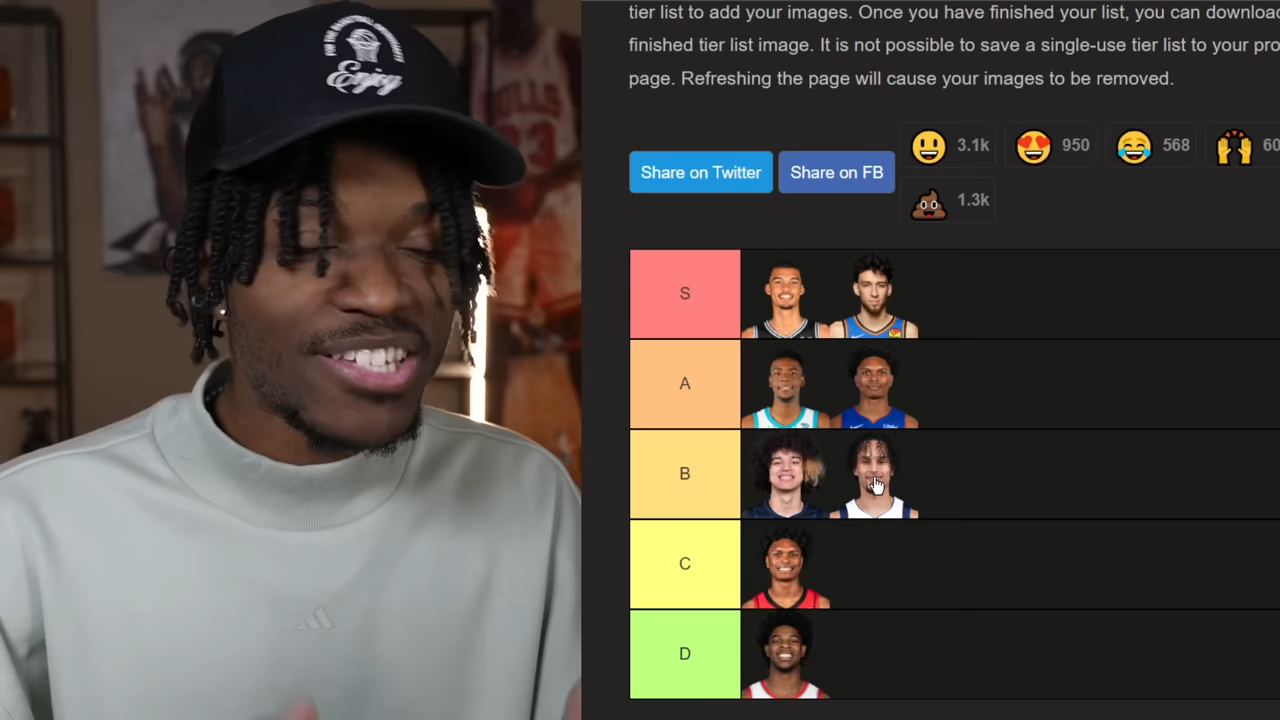 Enjoy
BULLS
tier list to add your images. Once you have finished your list, you can download
finished tier list image. It is not possible to save a single-use tier list to your pro
page. Refreshing the page will cause your images to be removed.
Share on Twitter
Share on FB
3.1k
950
568
60
1.3k
S
A
B
C
D